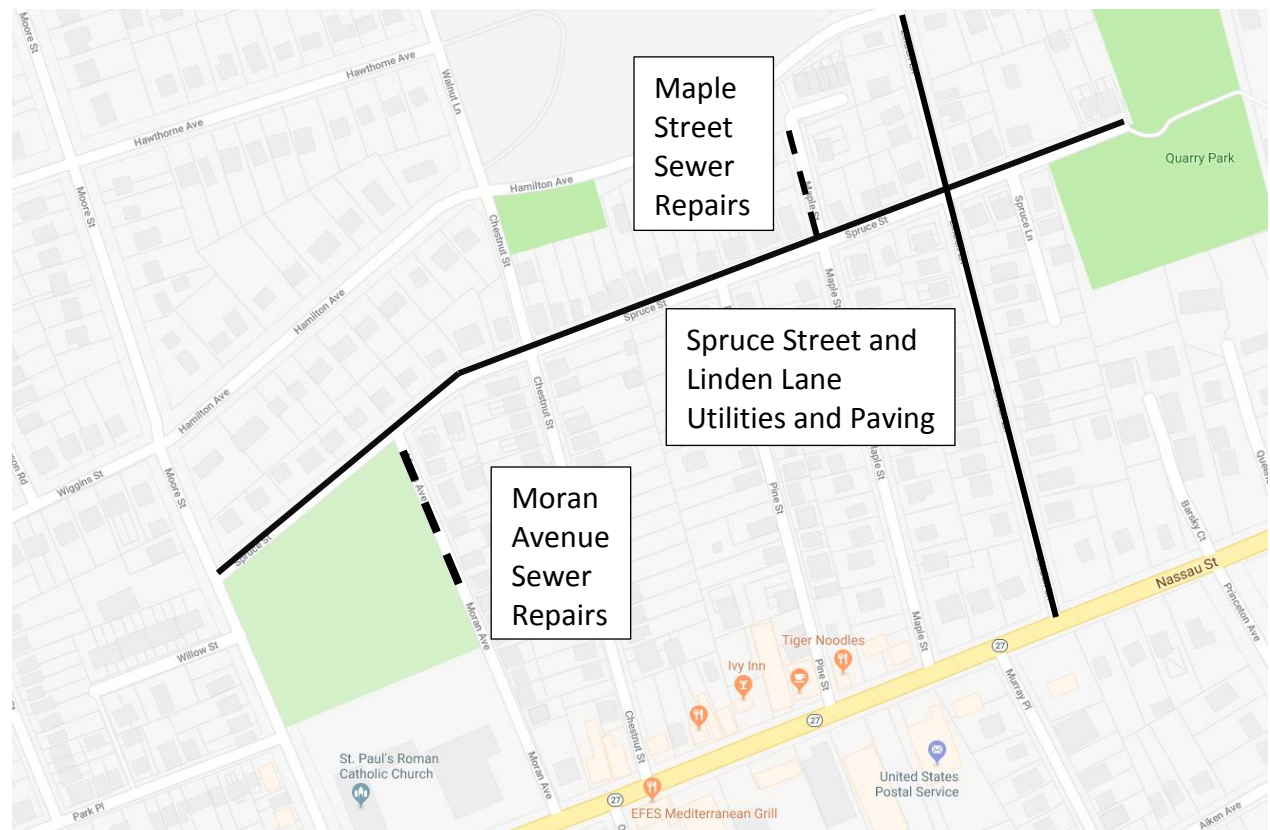 Moore St
Hawthorne Ave
Hawthorne Ave
Walnut Ln
Moore St
Hamilton Ave
Maple
Street
Sewer
Repairs
Quarry Park
Maple St
Spruce St
Spruce Ln
Chestnut St
Hamilton Ave
Spruce St
Maple St
Spruce Street and
Linden Lane
Utilities and Paving
Hamilton Ave
Chestnut St
Wiggins St
Moore St
Maple St
Pine St
Barsky Ct
Moran
Avenue
Sewer
Repairs
Spruce St
Nassau St
27
Princeton Ave
Moran Ave
Willow St
Maple St
Tiger Noodles
Ivy Inn
Pine St
Murray Pl
27
Chestnut St
St. Paul's Roman
Catholic Church
Moran Ave
United States
Postal Service
27
EFES Mediterranean Grill
Park Pl
Aiken Ave